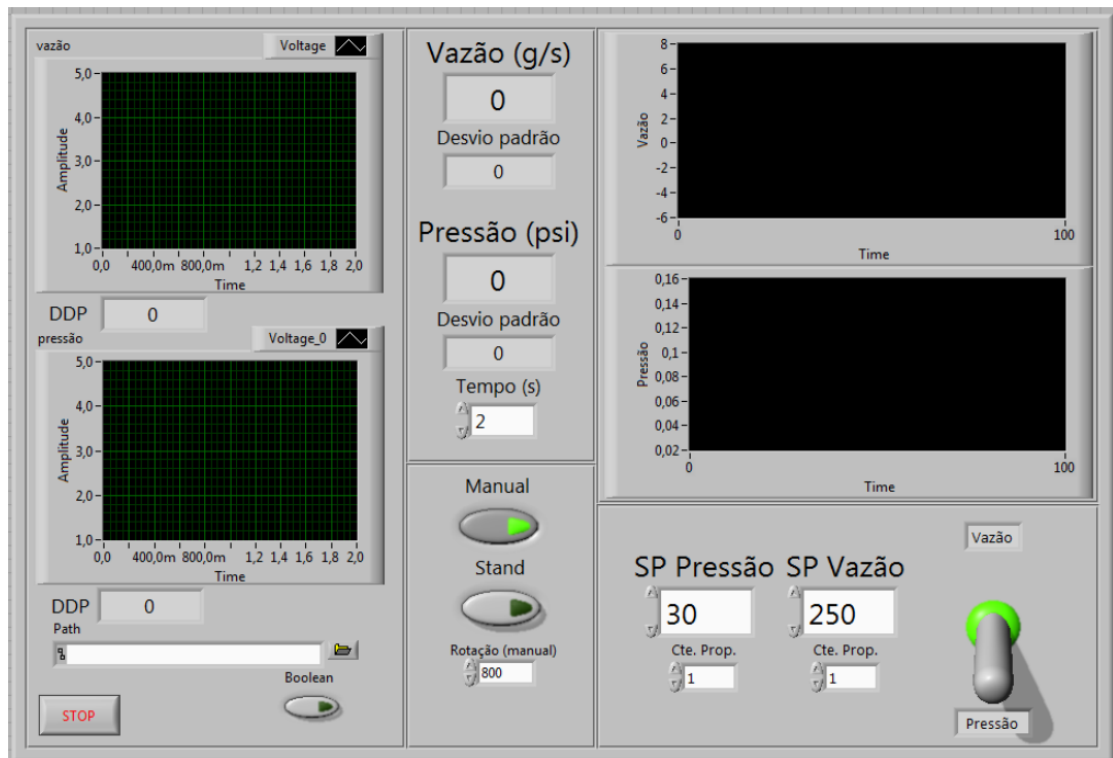 vazão
Voltage
5,0
4,0
3,0
2,0
1,0
Amplitude
0,0 400,0m 800,0m 1,2 1,4 1,6 1,8 2,0
Time
DDP 0
pressão
Voltage_0
5,0
4,0
3,0
2,0
1,0
Amplitude
0,0 400,0m 800,0m 1,2 1,4 1,6 1,8 2,0
Time
DDP 0
Path
STOP
Boolean
Vazão (g/s)
0
Desvio padrão
0
Pressão (psi)
0
Desvio padrão
0
Tempo (s)
2
Manual
Stand
Rotação (manual)
800
8
6
4
2
0
-2
-4
-6
Vazão
0 100
Time
0,16
0,14
0,12
0,1
0,08
0,06
0,04
0,02
Pressão
0 100
Time
SP Pressão SP Vazão
30 250
Cte. Prop. Cte. Prop.
1 1
Vazão
Pressão